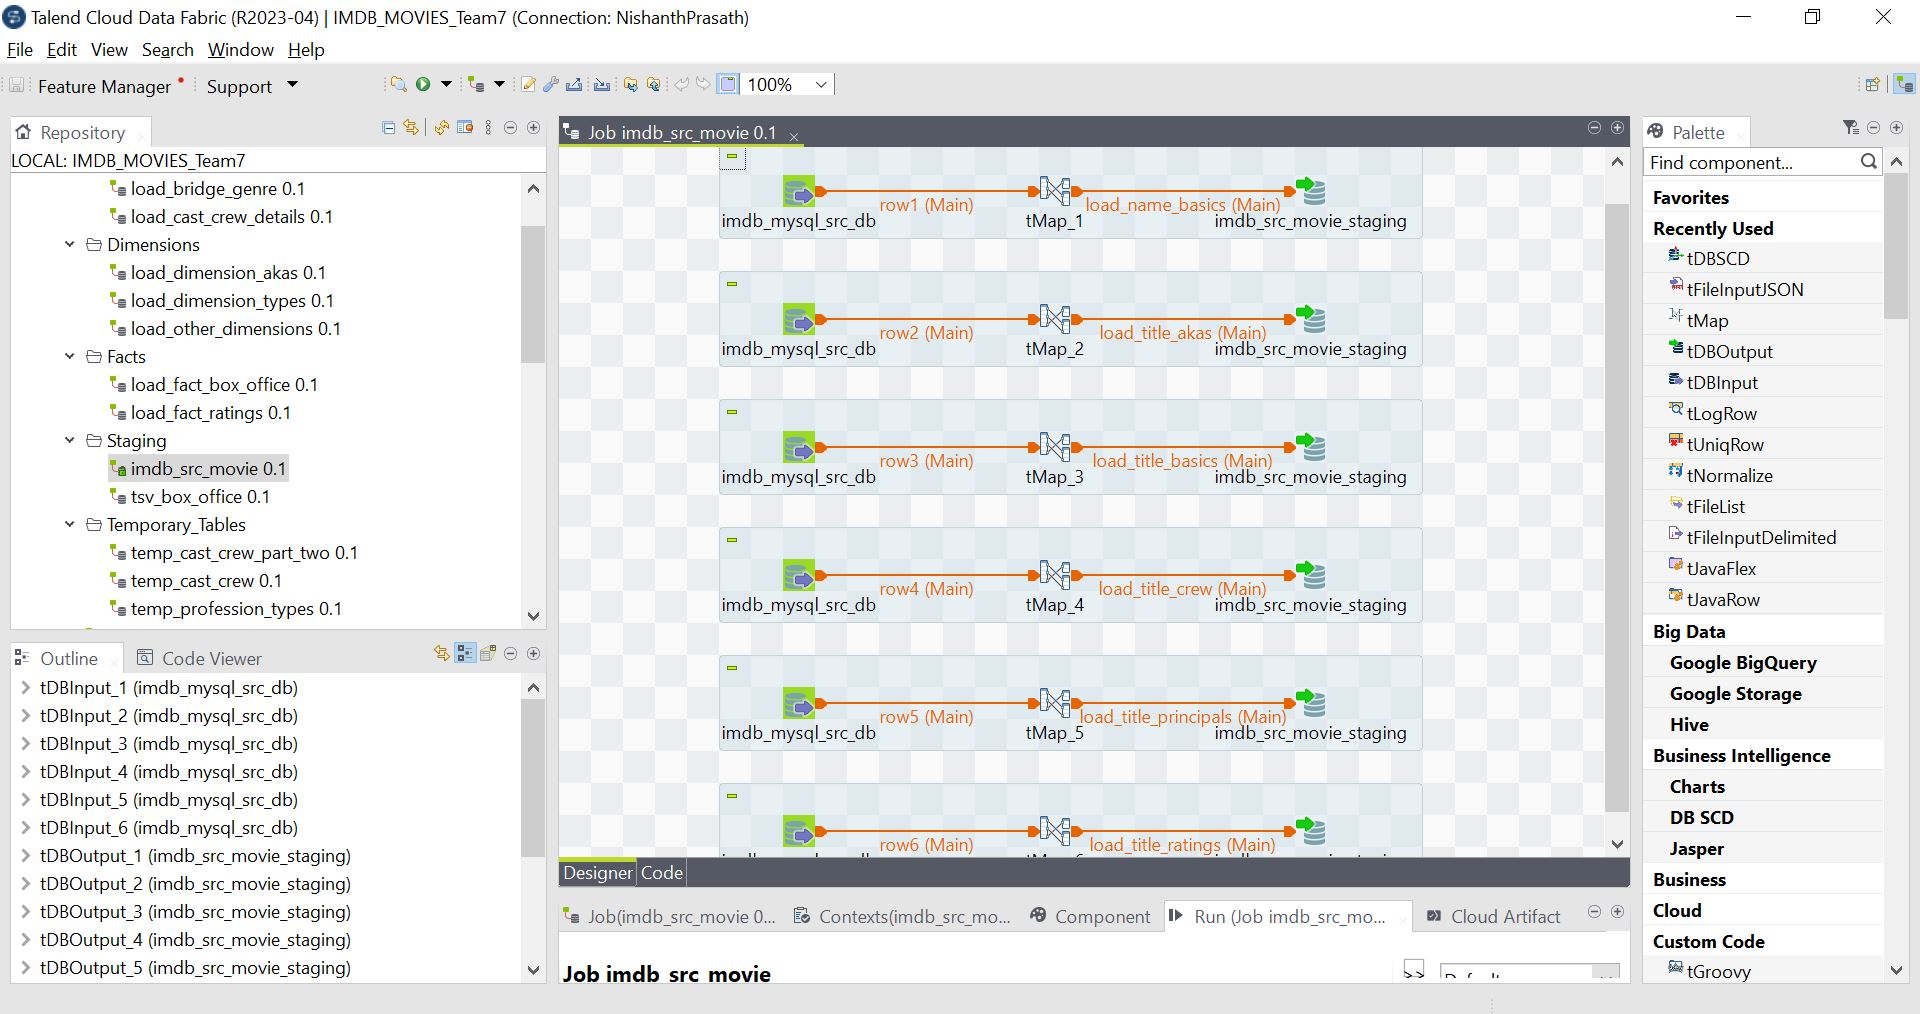 Talend Cloud Data Fabric (R2023-04) | IMDB_MOVIES_Team7 (Connection: NishanthPrasath)
File Edit View Search Window Help
Feature Manager Support 100%
Repository
LOCAL: IMDB_MOVIES_Team7
load_bridge_genre 0.1
load_cast_crew_details 0.1
Dimensions
load_dimension_akas 0.1
load_dimension_types 0.1
load_other_dimensions 0.1
Facts
load_fact_box_office 0.1
load_fact_ratings 0.1
Staging
imdb_src_movie 0.1
tsv_box_office 0.1
Temporary_Tables
temp_cast_crew_part_two 0.1
temp_cast_crew 0.1
temp_profession_types 0.1
Outline Code Viewer
tDBInput_1 (imdb_mysql_src_db)
tDBInput_2 (imdb_mysql_src_db)
tDBInput_3 (imdb_mysql_src_db)
tDBInput_4 (imdb_mysql_src_db)
tDBInput_5 (imdb_mysql_src_db)
tDBInput_6 (imdb_mysql_src_db)
tDBOutput_1 (imdb_src_movie_staging)
tDBOutput_2 (imdb_src_movie_staging)
tDBOutput_3 (imdb_src_movie_staging)
tDBOutput_4 (imdb_src_movie_staging)
tDBOutput_5 (imdb_src_movie_staging)
Job imdb_src_movie 0.1
row1 (Main) load_name_basics (Main)
imdb_mysql_src_db tMap_1 imdb_src_movie_staging
row2 (Main) load_title_akas (Main)
imdb_mysql_src_db tMap_2 imdb_src_movie_staging
row3 (Main) load_title_basics (Main)
imdb_mysql_src_db tMap_3 imdb_src_movie_staging
row4 (Main) load_title_crew (Main)
imdb_mysql_src_db tMap_4 imdb_src_movie_staging
row5 (Main) load_title_principals (Main)
imdb_mysql_src_db tMap_5 imdb_src_movie_staging
row6 (Main) load_title_ratings (Main)
Designer Code
Job(imdb_src_movie 0... Contexts(imdb_src_mo... Component Run (Job imdb_src_mo... Cloud Artifact
Job imdb_src_movie
Palette
Find component...
Favorites
Recently Used
tDBSCD
tFileInputJSON
tMap
tDBOutput
tDBInput
tLogRow
tUniqRow
tNormalize
tFileList
tFileInputDelimited
tJavaFlex
tJavaRow
Big Data
Google BigQuery
Google Storage
Hive
Business Intelligence
Charts
DB SCD
Jasper
Business
Cloud
Custom Code
tGroovy